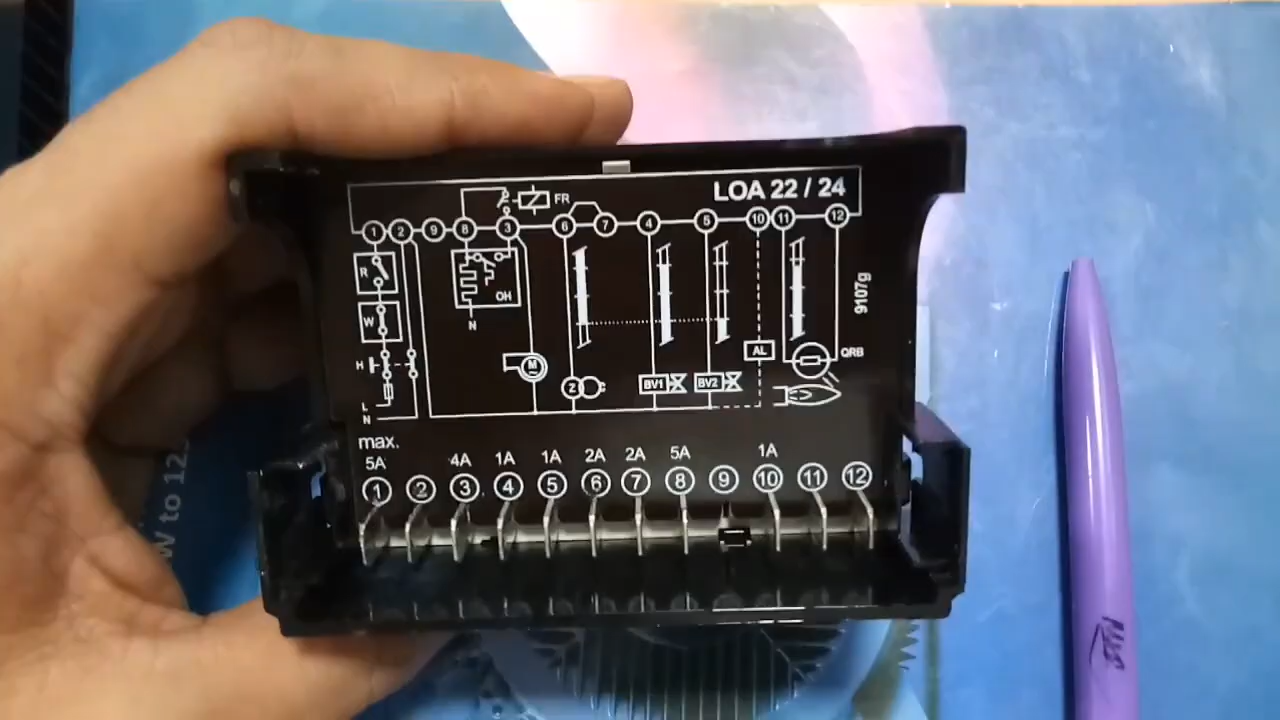 LOA 22 / 24
FR
1 2 9 8 3 6 7 4 5 10 11 12
R
OH
9107g
W
N
H
M
AL
QRB
Z
BV1
BV2
L
N
max.
5A 4A 1A 1A 2A 2A 5A 1A
1 2 3 4 5 6 7 8 9 10 11 12
w to 12